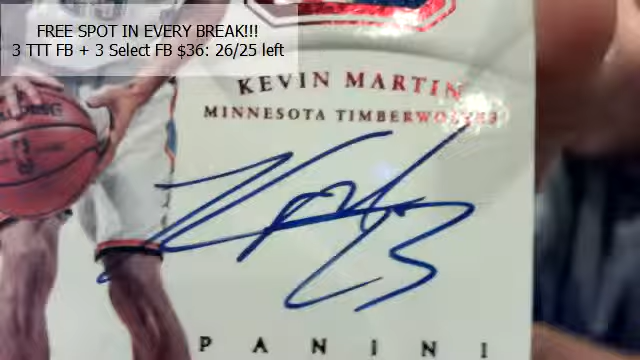 FREE SPOT IN EVERY BREAK!!!
3 TTT FB + 3 Select FB $36: 26/25 left
KEVIN MARTIN
MINNESOTA TIMBERWOLVES
23
PANINI